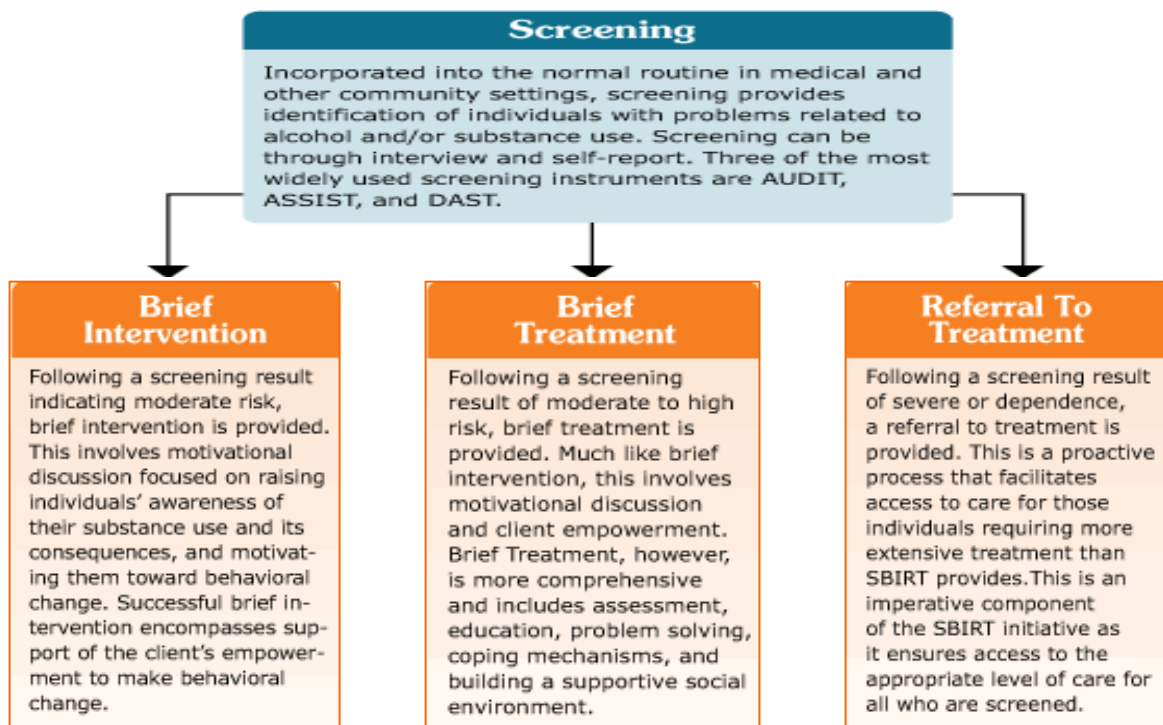 Screening
Incorporated into the normal routine in medical and
other community settings, screening provides
identification of individuals with problems related to
alcohol and/or substance use. Screening can be
through interview and self-report. Three of the most
widely used screening instruments are AUDIT,
ASSIST, and DAST.
Brief
Intervention
Following a screening result
indicating moderate risk,
brief intervention is provided.
This involves motivational
discussion focused on raising
individuals’ awareness of
their substance use and its
consequences, and motivat-
ing them toward behavioral
change. Successful brief in-
tervention encompasses sup-
port of the client’s empower-
ment to make behavioral
change.
Brief
Treatment
Following a screening
result of moderate to high
risk, brief treatment is
provided. Much like brief
intervention, this involves
motivational discussion
and client empowerment.
Brief Treatment, however,
is more comprehensive
and includes assessment,
education, problem solving,
coping mechanisms, and
building a supportive social
environment.
Referral To
Treatment
Following a screening result
of severe or dependence,
a referral to treatment is
provided. This is a proactive
process that facilitates
access to care for those
individuals requiring more
extensive treatment than
SBIRT provides.This is an
imperative component
of the SBIRT initiative as
it ensures access to the
appropriate level of care for
all who are screened.